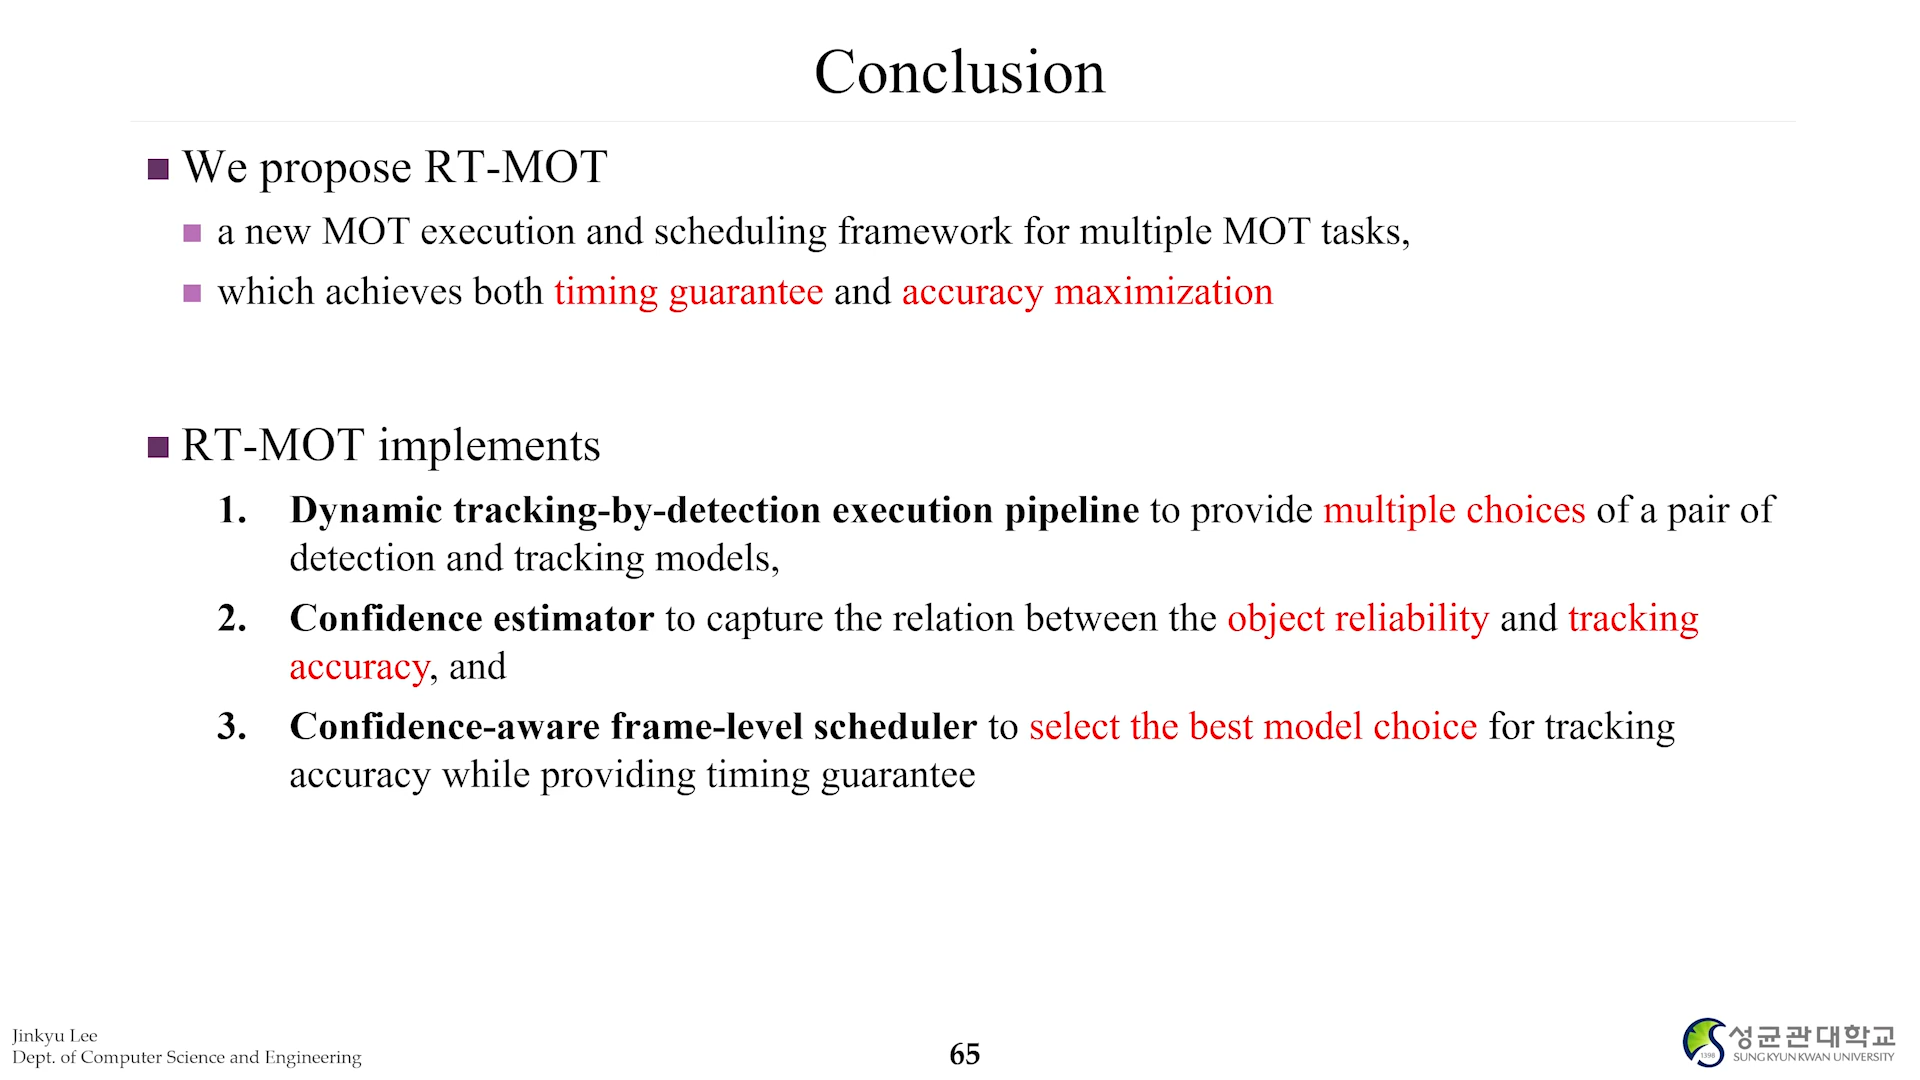 Conclusion
We propose RT-MOT
a new MOT execution and scheduling framework for multiple MOT tasks,
which achieves both timing guarantee and accuracy maximization
RT-MOT implements
1. Dynamic tracking-by-detection execution pipeline to provide multiple choices of a pair of
detection and tracking models,
2. Confidence estimator to capture the relation between the object reliability and tracking
accuracy, and
3. Confidence-aware frame-level scheduler to select the best model choice for tracking
accuracy while providing timing guarantee
Jinkyu Lee
Dept. of Computer Science and Engineering
65
1398
성균관대학교
SUNG KYUN KWAN UNIVERSITY